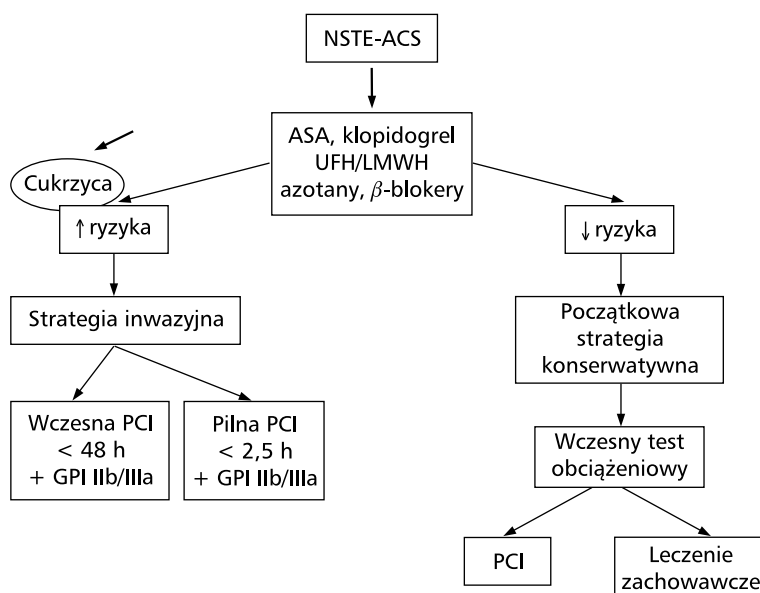 NSTE-ACS
ASA, klopidogrel
UFH/LMWH
azotany, β-blokery
Cukrzyca
↑ ryzyka
↓ ryzyka
Strategia inwazyjna
Początkowa
strategia
konserwatywna
Wczesna PCI
< 48 h
+ GPI IIb/IIIa
Pilna PCI
< 2,5 h
+ GPI IIb/IIIa
Wczesny test
obciążeniowy
PCI
Leczenie
zachowawcze